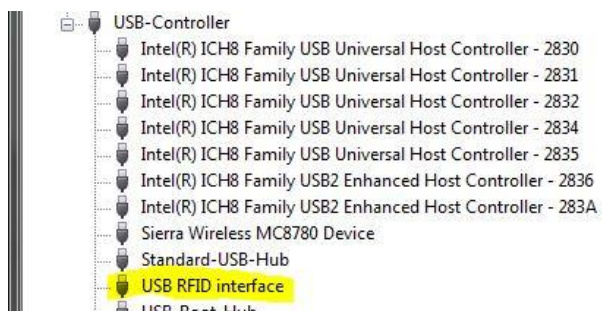 USB-Controller
Intel(R) ICH8 Family USB Universal Host Controller - 2830
Intel(R) ICH8 Family USB Universal Host Controller - 2831
Intel(R) ICH8 Family USB Universal Host Controller - 2832
Intel(R) ICH8 Family USB Universal Host Controller - 2834
Intel(R) ICH8 Family USB Universal Host Controller - 2835
Intel(R) ICH8 Family USB2 Enhanced Host Controller - 2836
Intel(R) ICH8 Family USB2 Enhanced Host Controller - 283A
Sierra Wireless MC8780 Device
Standard-USB-Hub
USB RFID interface
USB-Root-Hub